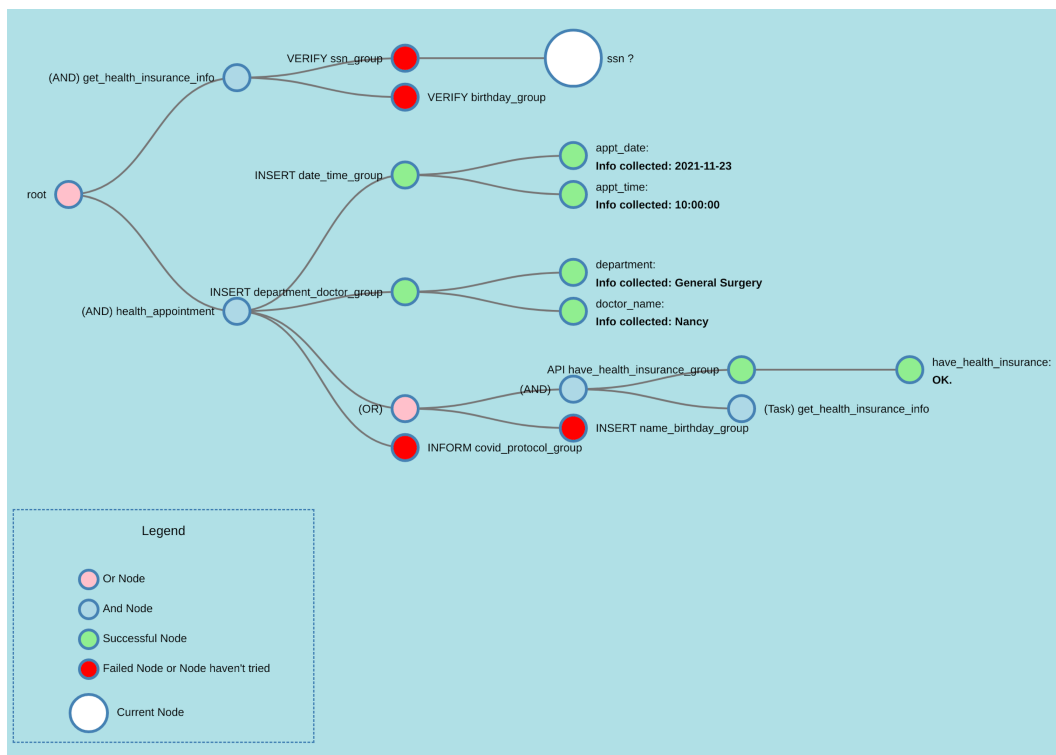 VERIFY ssn_group
ssn ?
(AND) get_health_insurance_info
VERIFY birthday_group
appt_date:
Info collected: 2021-11-23
INSERT date_time_group
appt_time:
Info collected: 10:00:00
root
department:
Info collected: General Surgery
INSERT department_doctor_group
doctor_name:
Info collected: Nancy
(AND) health_appointment
have_health_insurance:
OK.
API have_health_insurance_group
(AND)
(OR)
(Task) get_health_insurance_info
INSERT name_birthday_group
INFORM covid_protocol_group
Legend
Or Node
And Node
Successful Node
Failed Node or Node haven't tried
Current Node